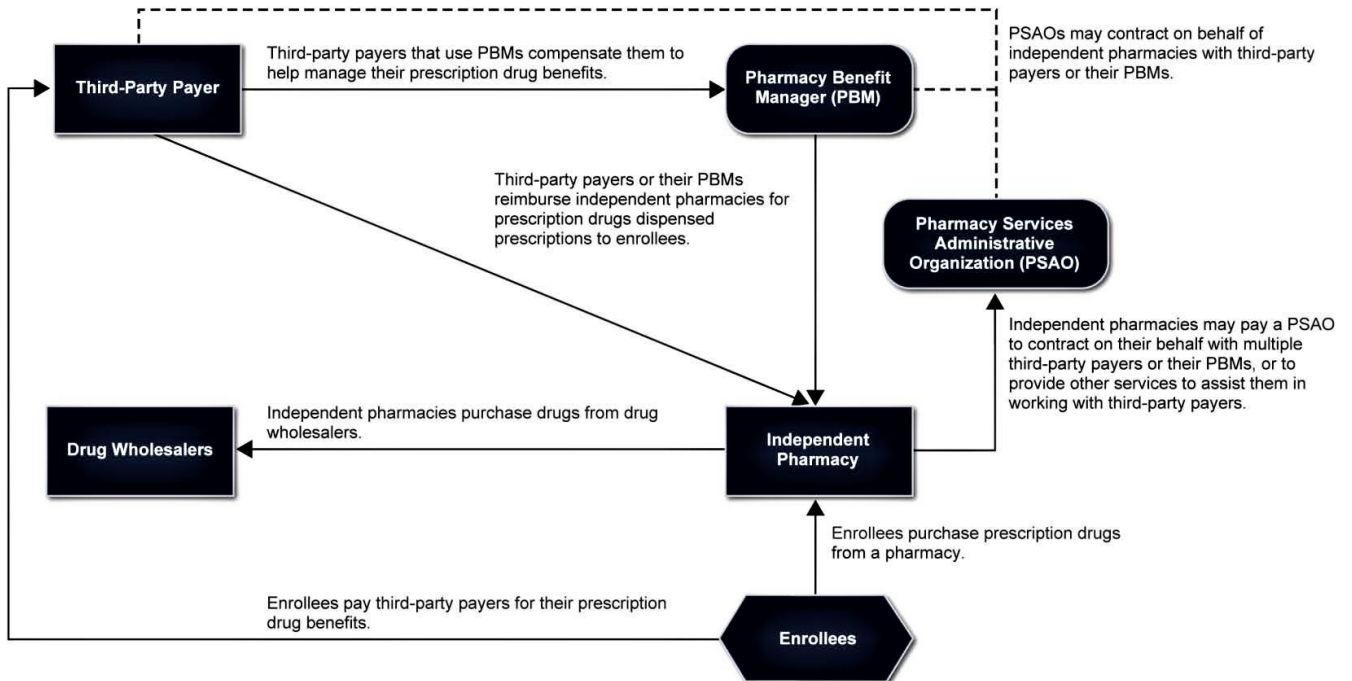 PSAOs may contract on behalf of
independent pharmacies with third-party
payers or their PBMs.
Third-party payers that use PBMs compensate them to
help manage their prescription drug benefits.
Third-Party Payer
Pharmacy Benefit
Manager (PBM)
Third-party payers or their PBMs
reimburse independent pharmacies for
prescription drugs dispensed
prescriptions to enrollees.
Pharmacy Services
Administrative
Organization (PSAO)
Independent pharmacies may pay a PSAO
to contract on their behalf with multiple
third-party payers or their PBMs, or to
provide other services to assist them in
working with third-party payers.
Independent pharmacies purchase drugs from drug
wholesalers.
Drug Wholesalers
Independent
Pharmacy
Enrollees purchase prescription drugs
from a pharmacy.
Enrollees pay third-party payers for their prescription
drug benefits.
Enrollees